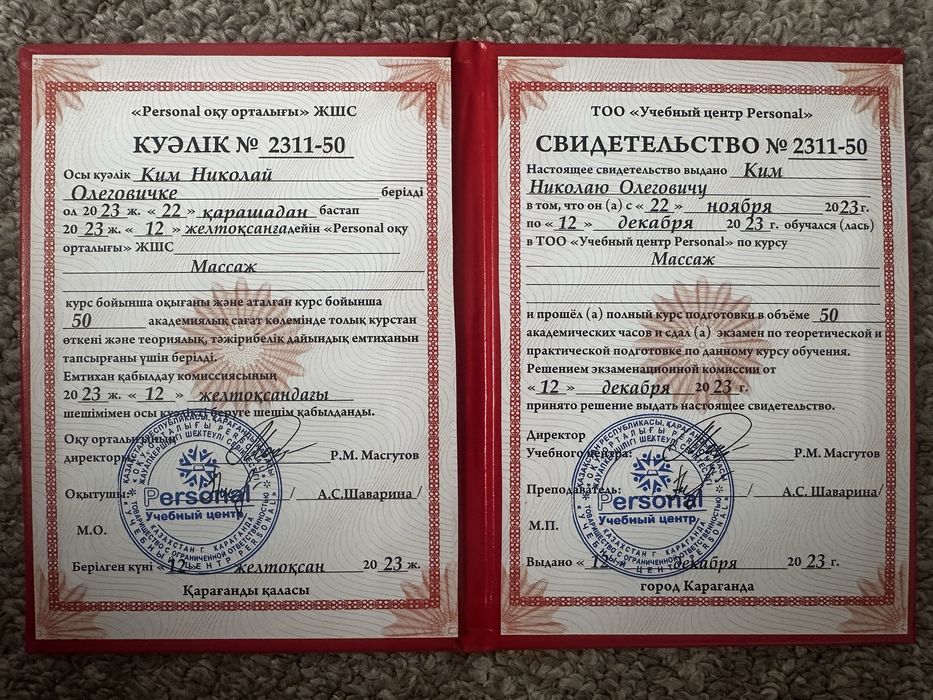 «Personal оқу орталығы» ЖШС
КУӘЛІК № 2311-50
Осы куәлік Ким Николай
Олеговичке берілді
ол 2023 ж. « 22 » қарашадан бастап
2023 ж. « 12 » желтоқсанғадейін «Personal оқу
орталығы» ЖШС
Массаж
курс бойынша оқығаны және аталған курс бойынша
50 академиялық сағат көлемінде толық курстан
өткені және теориялық, тәжірибелік дайындық емтиханын
тапсырғаны үшін берілді.
Емтихан қабылдау комиссиясының
2023 ж. « 12 » желтоқсандағы
шешімімен осы куәлікті беруге шешім қабылданды.
Оқу орталығының
директоры Р.М. Масгутов
Оқытушы: / А.С.Шаварина/
М.О.
Берілген күні «12» желтоқсан 2023 ж.
Қарағанды қаласы
Personal
Учебный центр
ТОО «Учебный центр Personal»
СВИДЕТЕЛЬСТВО № 2311-50
Настоящее свидетельство выдано Ким
Николаю Олеговичу
в том, что он (а) с « 22 » ноября 2023г.
по « 12 » декабря 2023 г. обучался (лась)
в ТОО «Учебный центр Personal» по курсу
Массаж
и прошёл (а) полный курс подготовки в объёме 50
академических часов и сдал (а) экзамен по теоретической и
практической подготовке по данному курсу обучения.
Решением экзаменационной комиссии от
« 12 » декабря 2023 г.
принято решение выдать настоящее свидетельство.
Директор
Учебного центра: Р.М. Масгутов
Преподаватель: / А.С. Шаварина/
М.П.
Выдано « 12 » декабря 2023 г.
город Караганда
Personal
Учебный центр